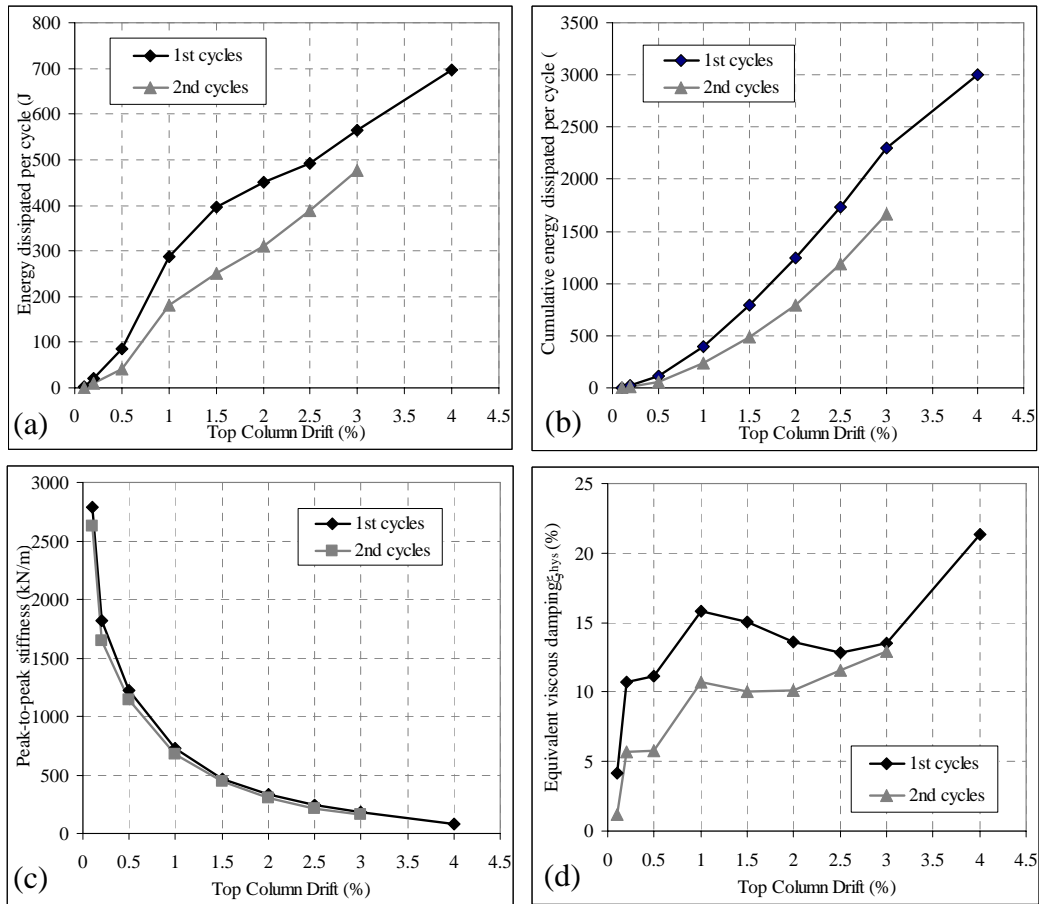 Energy dissipated per cycle (J
800
700
600
500
400
300
200
100
0
1st cycles
2nd cycles
0 0.5 1 1.5 2 2.5 3 3.5 4 4.5
Top Column Drift (%)
(a)
Cumulative energy dissipated per cycle (
3500
3000
2500
2000
1500
1000
500
0
1st cycles
2nd cycles
0 0.5 1 1.5 2 2.5 3 3.5 4 4.5
Top Column Drift (%)
(b)
Peak-to-peak stiffness (kN/m)
3000
2500
2000
1500
1000
500
0
1st cycles
2nd cycles
0 0.5 1 1.5 2 2.5 3 3.5 4 4.5
Top Column Drift (%)
(c)
Equivalent viscous damping ξhys (%)
25
20
15
10
5
0
1st cycles
2nd cycles
0 0.5 1 1.5 2 2.5 3 3.5 4 4.5
Top Column Drift (%)
(d)